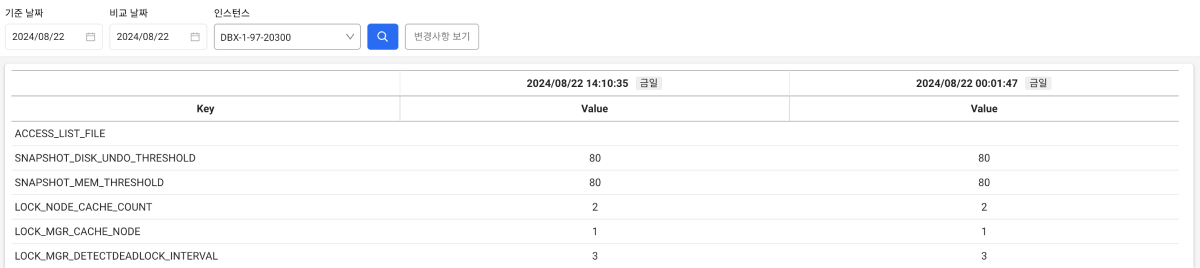 기준 날짜 비교 날짜 인스턴스
2024/08/22 2024/08/22 DBX-1-97-20300 변경사항 보기
2024/08/22 14:10:35 금일 2024/08/22 00:01:47 금일
Key Value Value
ACCESS_LIST_FILE
SNAPSHOT_DISK_UNDO_THRESHOLD 80 80
SNAPSHOT_MEM_THRESHOLD 80 80
LOCK_NODE_CACHE_COUNT 2 2
LOCK_MGR_CACHE_NODE 1 1
LOCK_MGR_DETECTDEADLOCK_INTERVAL 3 3